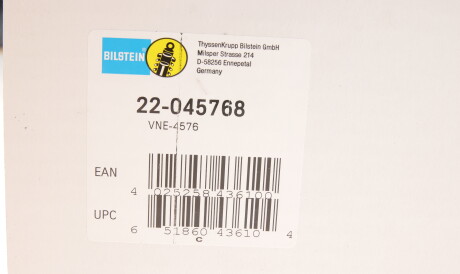 BILSTEIN
ThyssenKrupp Bilstein GmbH
Milsper Strasse 214
D-58256 Ennepetal
Germany
22-045768
VNE-4576
EAN
4 025258 436100
UPC
6 51860 43610 4
C